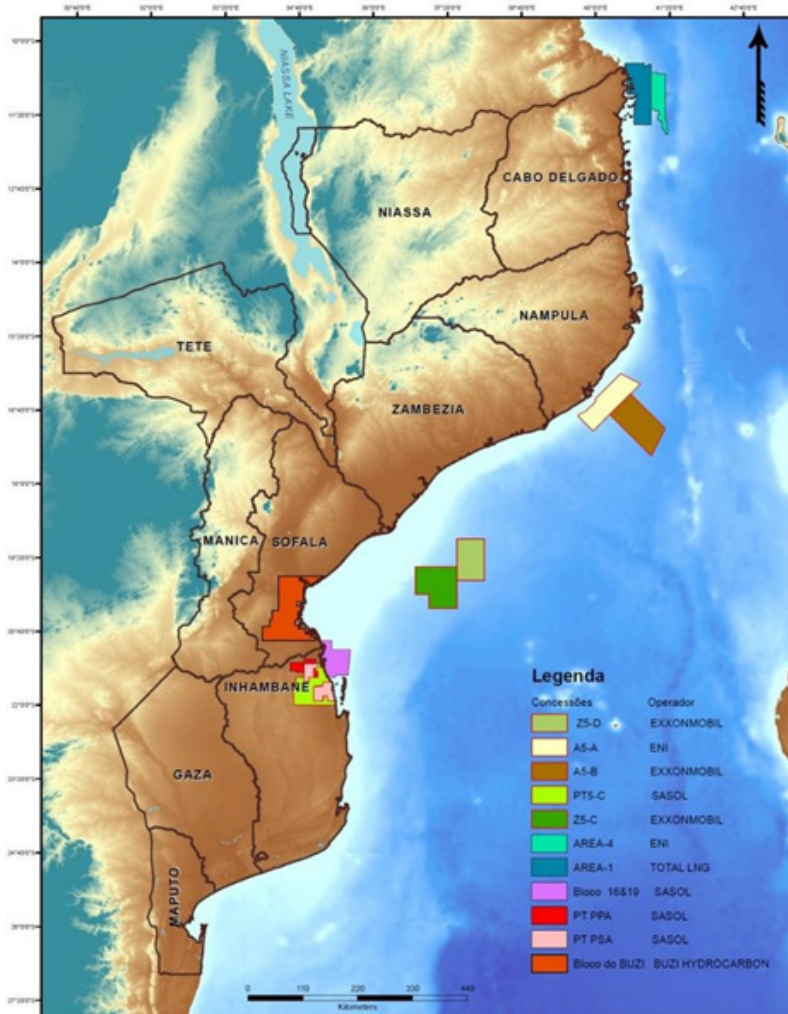 NIASSA LAKE
CABO DELGADO
NIASSA
NAMPULA
TETE
ZAMBEZIA
MANICA
SOFALA
INHAMBANE
GAZA
MAPUTO
Legenda
Concessões Operador
Z5-D EXXONMOBIL
A5-A ENI
A5-B EXXONMOBIL
PT5-C SASOL
Z5-C EXXONMOBIL
AREA-4 ENI
AREA-1 TOTAL LNG
Bloco 16&19 SASOL
PT PPA SASOL
PT PSA SASOL
Bloco do BUZI BUZI HYDROCARBON
0 110 220 330 440
Kilometers